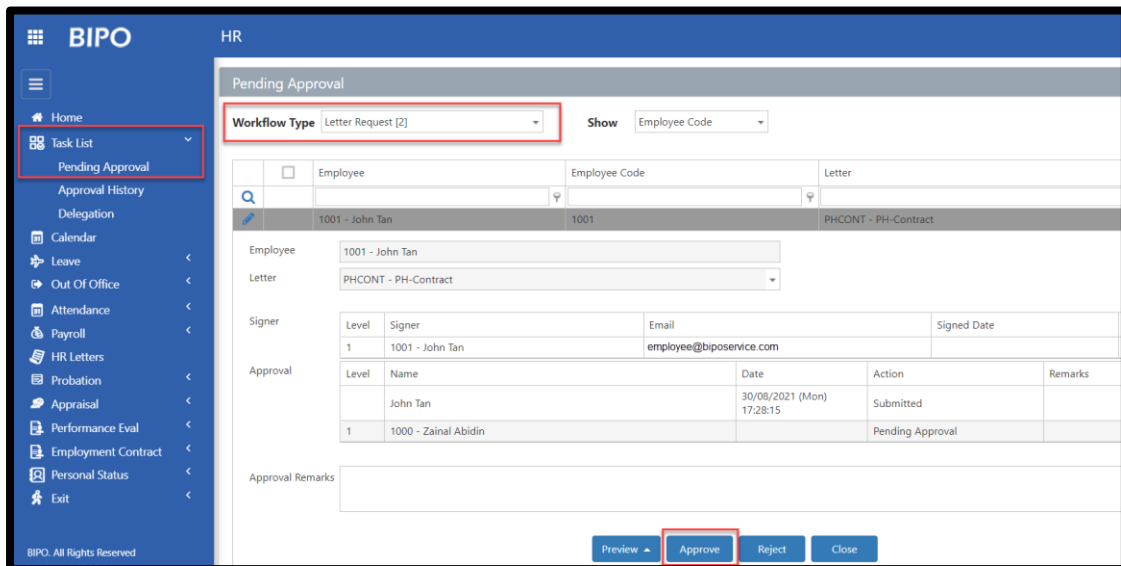 BIPO
HR
Pending Approval
Home
Task List
Pending Approval
Approval History
Delegation
Calendar
Leave
Out Of Office
Attendance
Payroll
HR Letters
Probation
Appraisal
Performance Eval
Employment Contract
Personal Status
Exit
BIPO. All Rights Reserved
Workflow Type Letter Request [2] Show Employee Code
Employee Employee Code Letter
1001 - John Tan 1001 PHCONT - PH-Contract
Employee 1001 - John Tan
Letter PHCONT - PH-Contract
Signer Level Signer Email Signed Date
1 1001 - John Tan employee@biposervice.com
Approval Level Name Date Action Remarks
John Tan 30/08/2021 (Mon) Submitted
17:28:15
1 1000 - Zainal Abidin Pending Approval
Approval Remarks
Preview Approve Reject Close